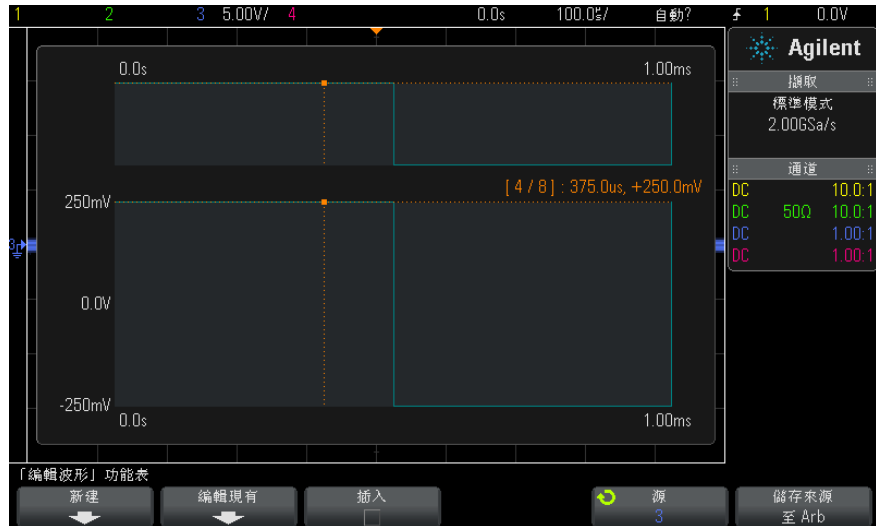 1 2 3 5.00V/ 4 0.0s 100.0㎲/ 自動? 1 0.0V
Agilent
擷取
標準模式
2.00GSa/s
通道
DC 10.0:1
DC 50Ω 10.0:1
DC 1.00:1
DC 1.00:1
0.0s 1.00ms
[ 4 / 8 ] : 375.0us, +250.0mV
250mV
0.0V
-250mV
0.0s 1.00ms
3
「編輯波形」功能表
新建
編輯現有
插入
源
3
儲存來源
至 Arb